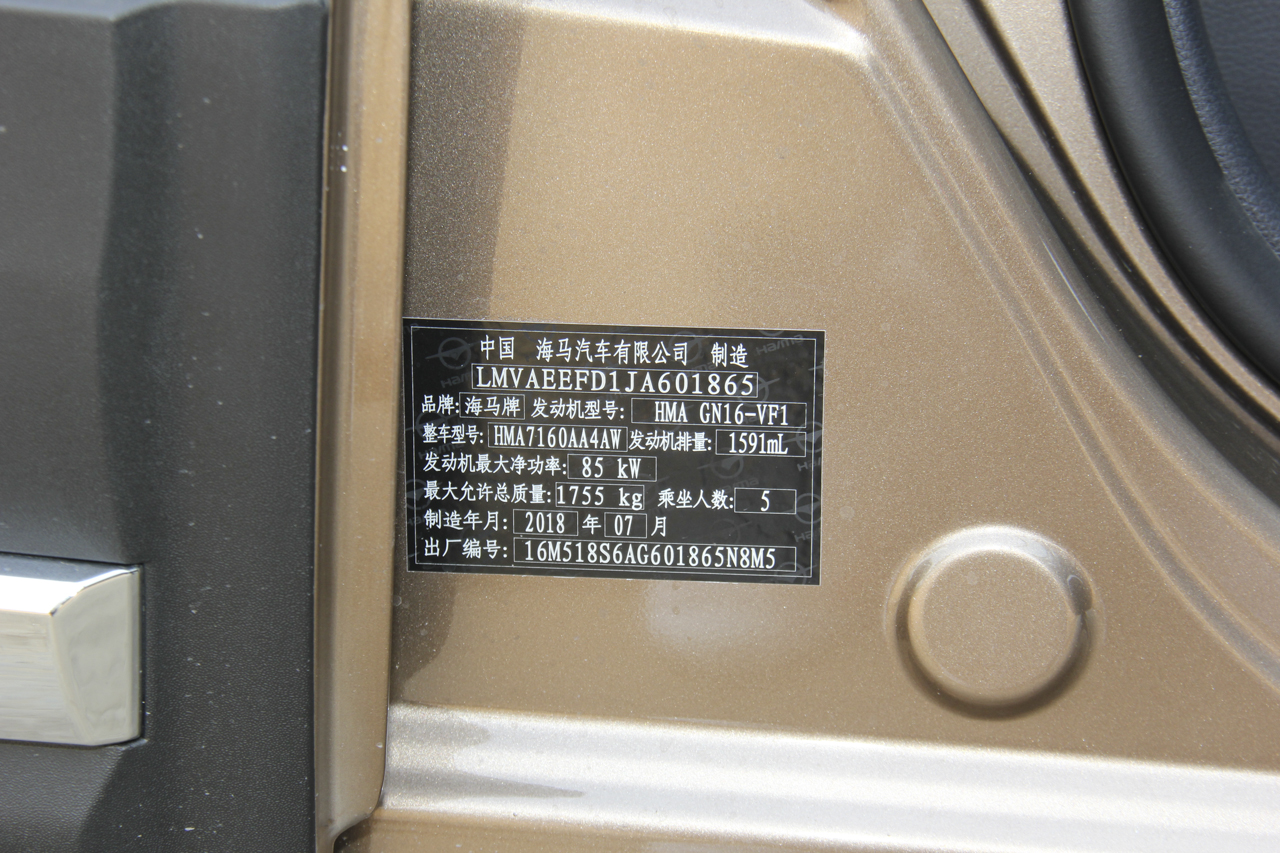 中国 海马汽车有限公司 制造
LMVAEEFD1JA601865
品牌: 海马牌 发动机型号: HMA GN16-VF1
整车型号: HMA7160AA4AW 发动机排量: 1591mL
发动机最大净功率: 85 kW
最大允许总质量: 1755 kg 乘坐人数: 5
制造年月: 2018 年 07 月
出厂编号: 16M518S6AG601865N8M5